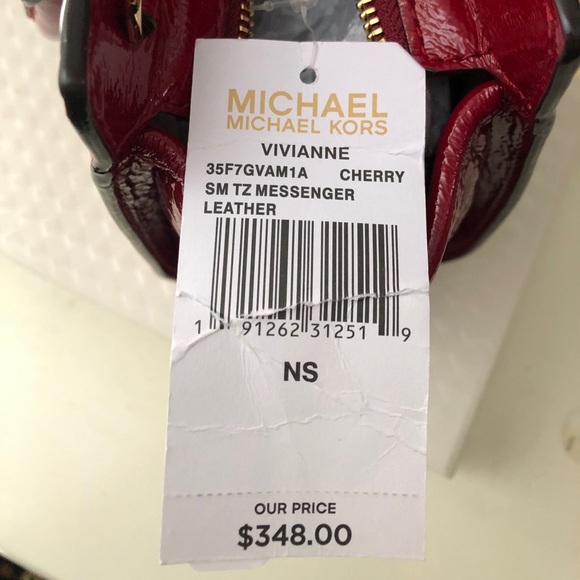 MICHAEL
MICHAEL KORS
VIVIANNE
35F7GVAM1A CHERRY
SM TZ MESSENGER
LEATHER
1 91262 31251 9
NS
OUR PRICE
$348.00